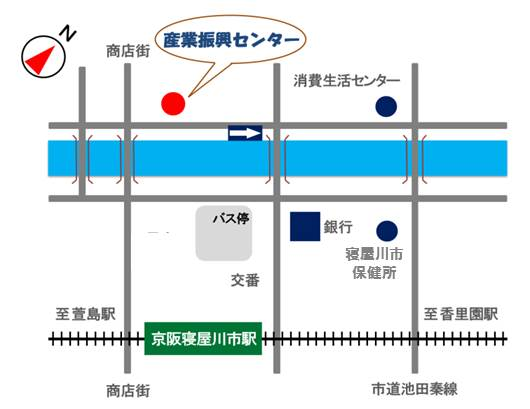 N
産業振興センター
商店街
消費生活センター
バス停
銀行
寝屋川市
保健所
交番
至萱島駅
至香里園駅
京阪寝屋川市駅
商店街
市道池田秦線